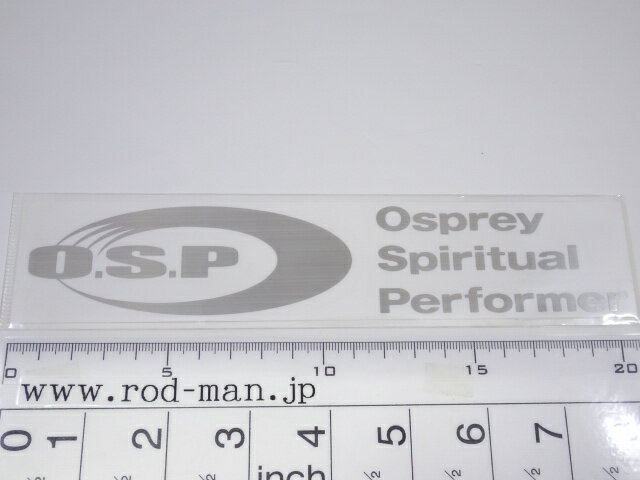 O.S.P
Osprey
Spiritual
Performer
0 5 10 15 20
www.rod-man.jp
0 1 2 3 4 5 6 7
inch